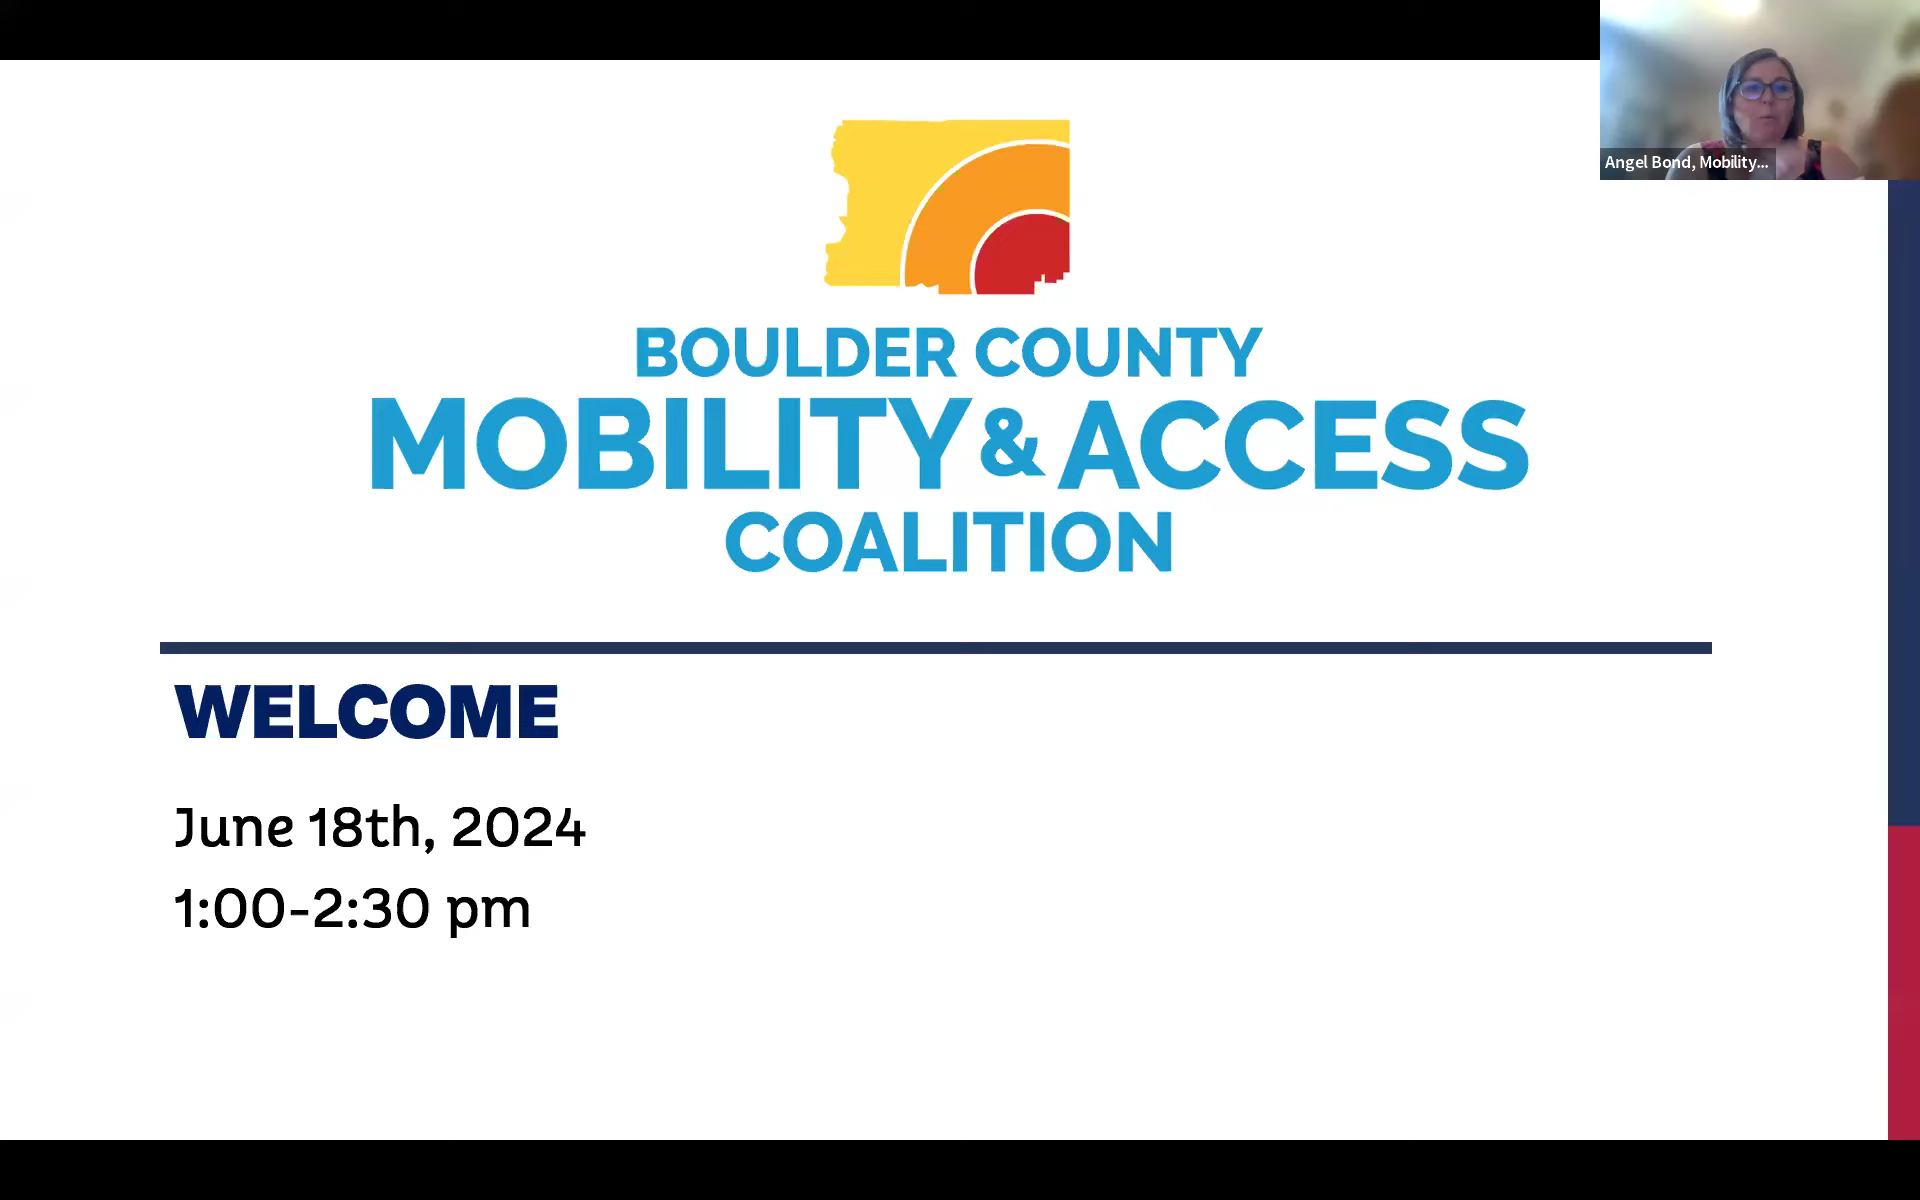 Angel Bond, Mobility...
BOULDER COUNTY
MOBILITY & ACCESS
COALITION
WELCOME
June 18th, 2024
1:00-2:30 pm